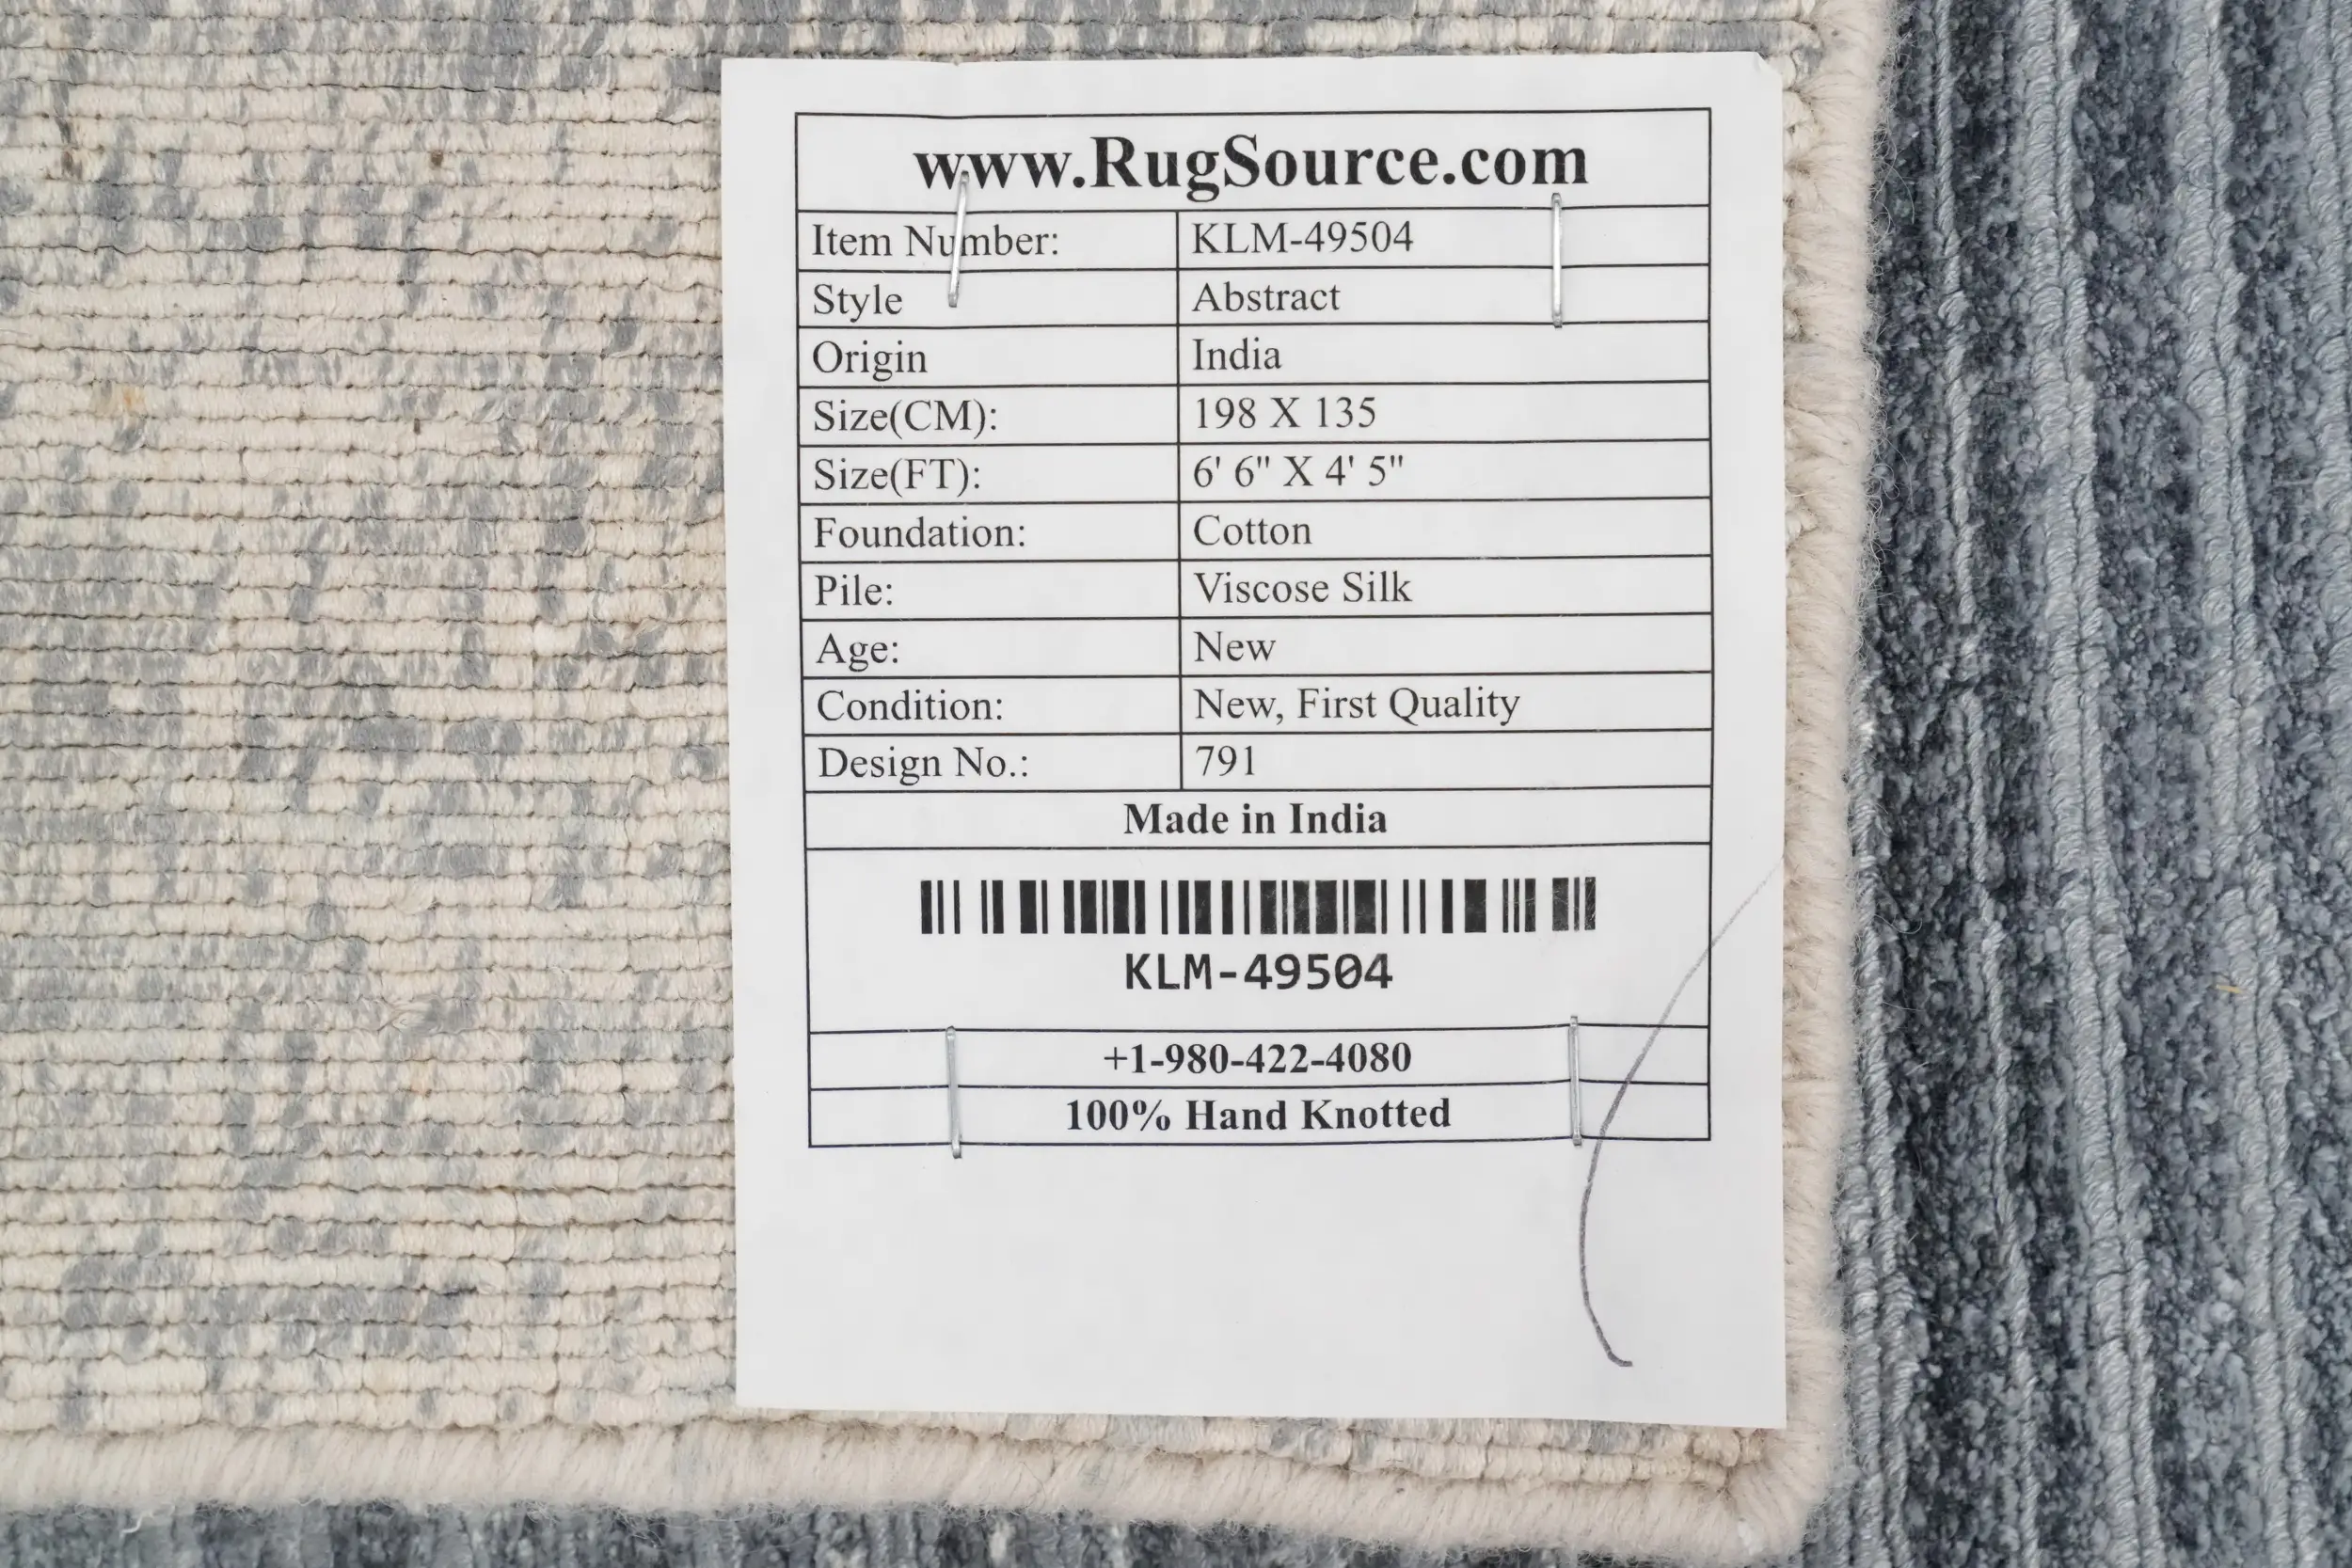 www.RugSource.com
Item Number: KLM-49504
Style Abstract
Origin India
Size(CM): 198 X 135
Size(FT): 6' 6" X 4' 5"
Foundation: Cotton
Pile: Viscose Silk
Age: New
Condition: New, First Quality
Design No.: 791
Made in India
KLM-49504
+1-980-422-4080
100% Hand Knotted